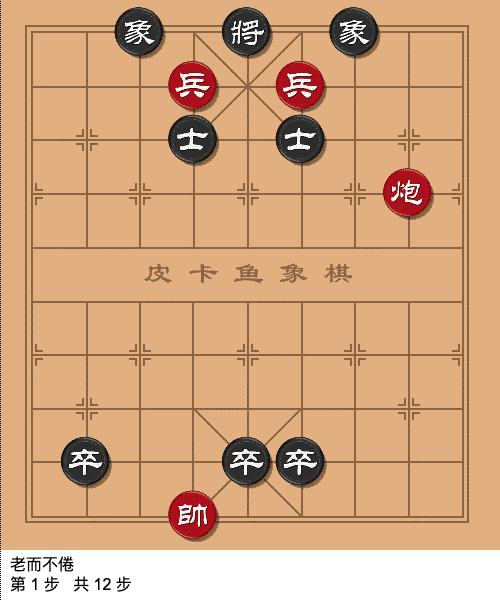 象 將 象
兵 兵
士 士
炮
皮卡鱼象棋
卒 卒 卒
帥
老而不倦
第 1 步 共 12 步